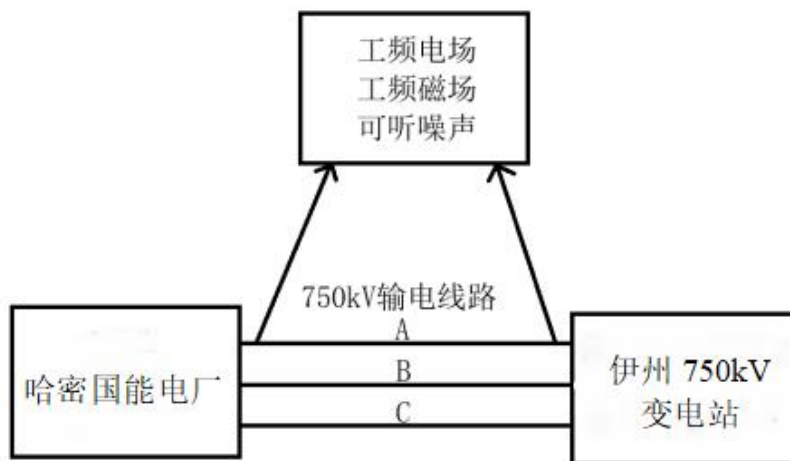 工频电场
工频磁场
可听噪声
750kV输电线路
A
B
C
哈密国能电厂
伊州 750kV
变电站